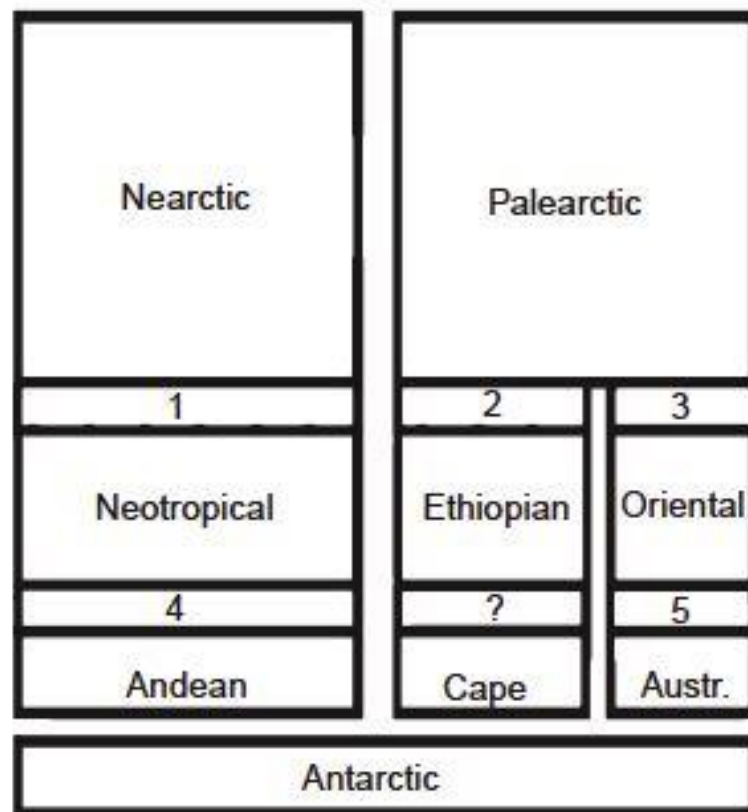 Nearctic
Palearctic
1
2
3
Neotropical
Ethiopian
Oriental
4
?
5
Andean
Cape
Austr.
Antarctic